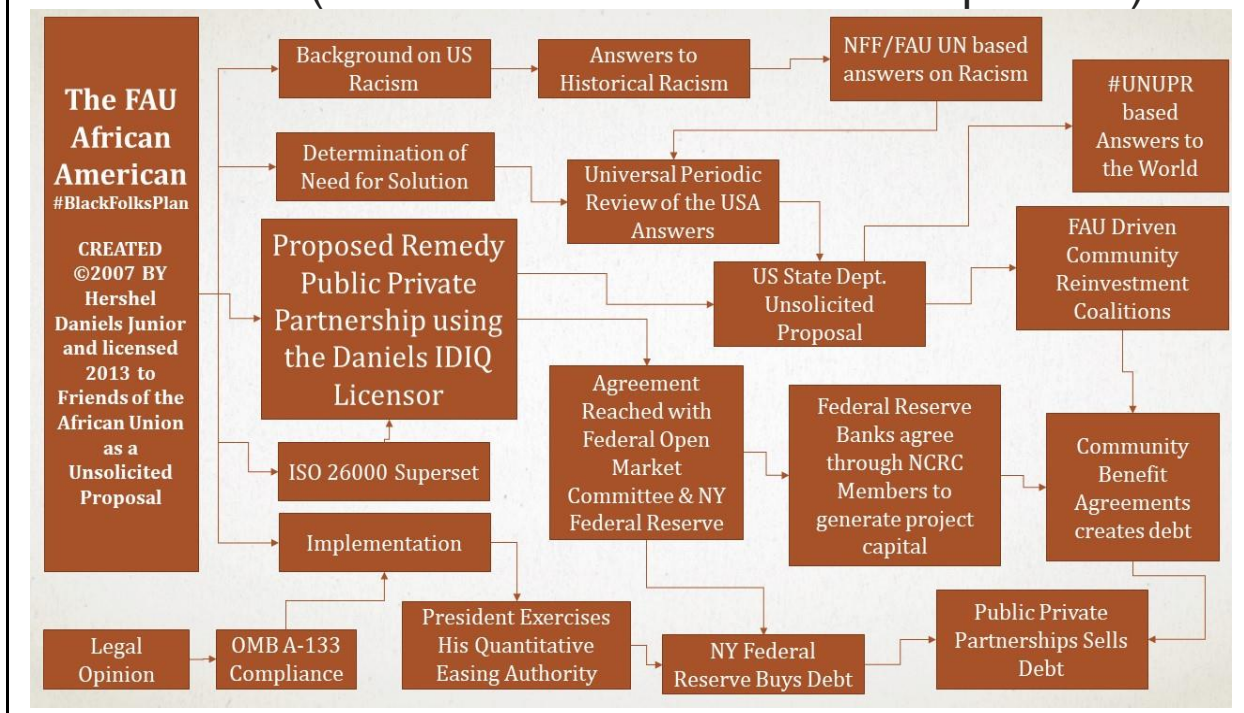 The FAU
African
American
#BlackFolksPlan
CREATED
©2007 BY
Hershel
Daniels Junior
and licensed
2013 to
Friends of the
African Union
as a
Unsolicited
Proposal
Background on US
Racism
Answers to
Historical Racism
NFF/FAU UN based
answers on Racism
#UNUPR
based
Answers to
the World
Determination of
Need for Solution
Universal Periodic
Review of the USA
Answers
Proposed Remedy
Public Private
Partnership using
the Daniels IDIQ
Licensor
US State Dept.
Unsolicited
Proposal
FAU Driven
Community
Reinvestment
Coalitions
Agreement
Reached with
Federal Open
Market
Committee & NY
Federal Reserve
Federal Reserve
Banks agree
through NCRC
Members to
generate project
capital
Community
Benefit
Agreements
creates debt
ISO 26000 Superset
Implementation
Legal
Opinion
OMB A-133
Compliance
President Exercises
His Quantitative
Easing Authority
NY Federal
Reserve Buys Debt
Public Private
Partnerships Sells
Debt